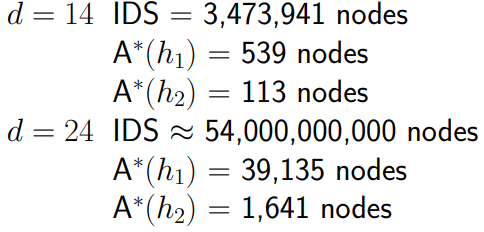 d = 14 IDS = 3,473,941 nodes
A*(h₁) = 539 nodes
A*(h₂) = 113 nodes
d = 24 IDS ≈ 54,000,000,000 nodes
A*(h₁) = 39,135 nodes
A*(h₂) = 1,641 nodes